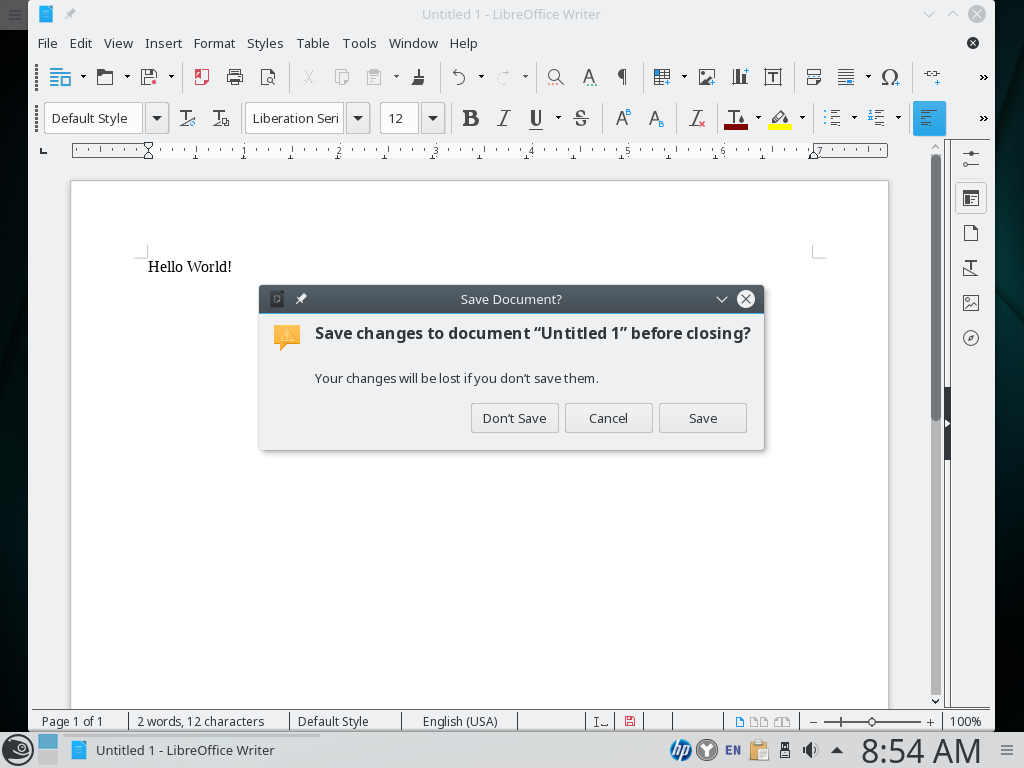 Untitled 1 - LibreOffice Writer
File Edit View Insert Format Styles Table Tools Window Help
Default Style Liberation Seri 12
1 2 3 4 5 6 7
Hello World!
Save Document?
Save changes to document “Untitled 1” before closing?
Your changes will be lost if you don’t save them.
Don’t Save Cancel Save
Page 1 of 1 2 words, 12 characters Default Style English (USA) 100%
Untitled 1 - LibreOffice Writer hp EN 8:54 AM